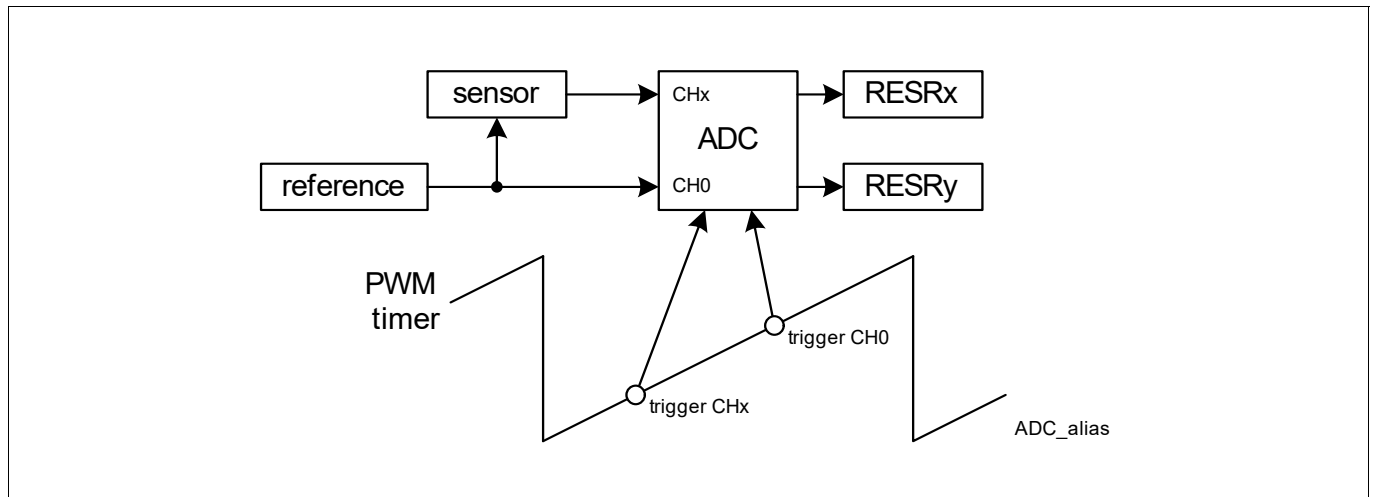 sensor
CHx
RESRx
ADC
reference
CH0
RESRy
PWM
timer
trigger CH0
trigger CHx
ADC_alias